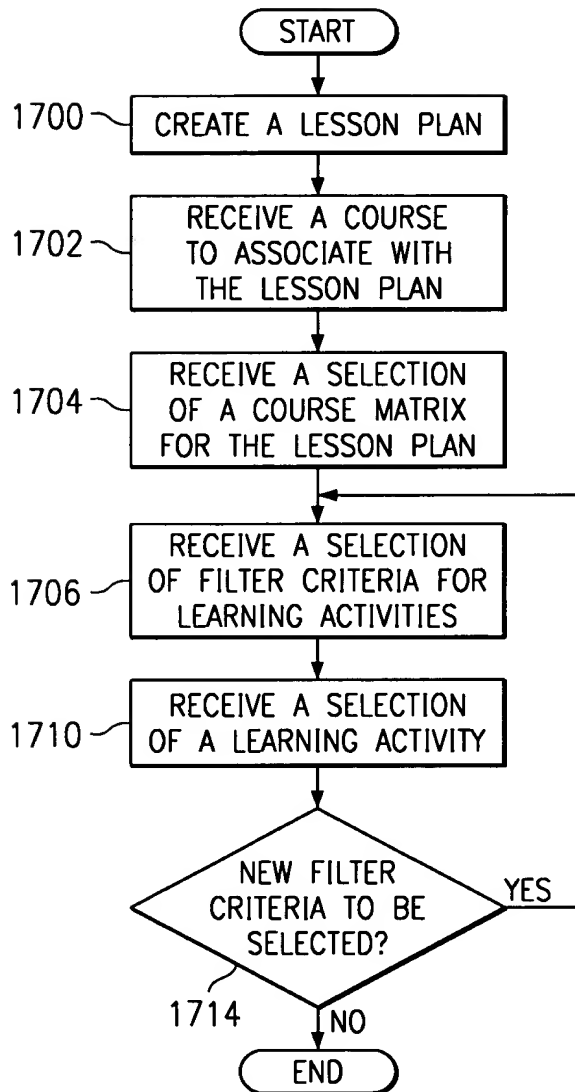 START
1700
CREATE A LESSON PLAN
1702
RECEIVE A COURSE
TO ASSOCIATE WITH
THE LESSON PLAN
1704
RECEIVE A SELECTION
OF A COURSE MATRIX
FOR THE LESSON PLAN
1706
RECEIVE A SELECTION
OF FILTER CRITERIA FOR
LEARNING ACTIVITIES
1710
RECEIVE A SELECTION
OF A LEARNING ACTIVITY
NEW FILTER
CRITERIA TO BE
SELECTED?
YES
1714
NO
END